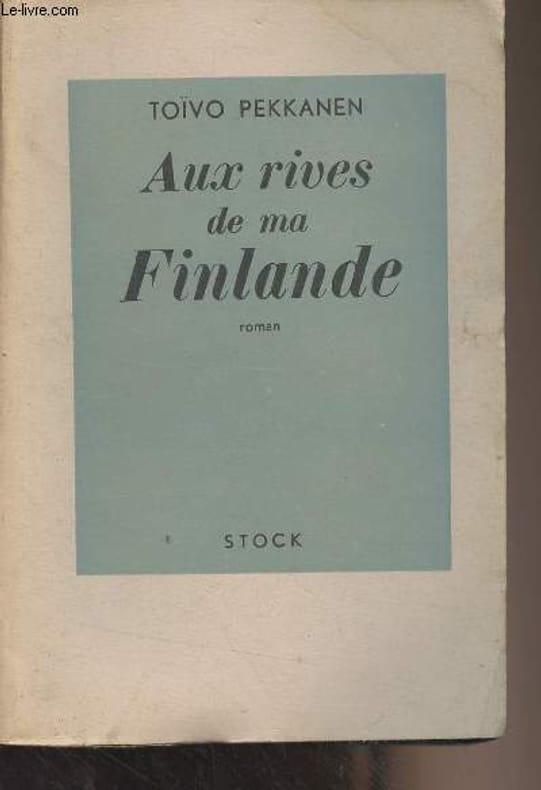 Le-livre.com
TOÏVO PEKKANEN
Aux rives
de ma
Finlande
roman
STOCK